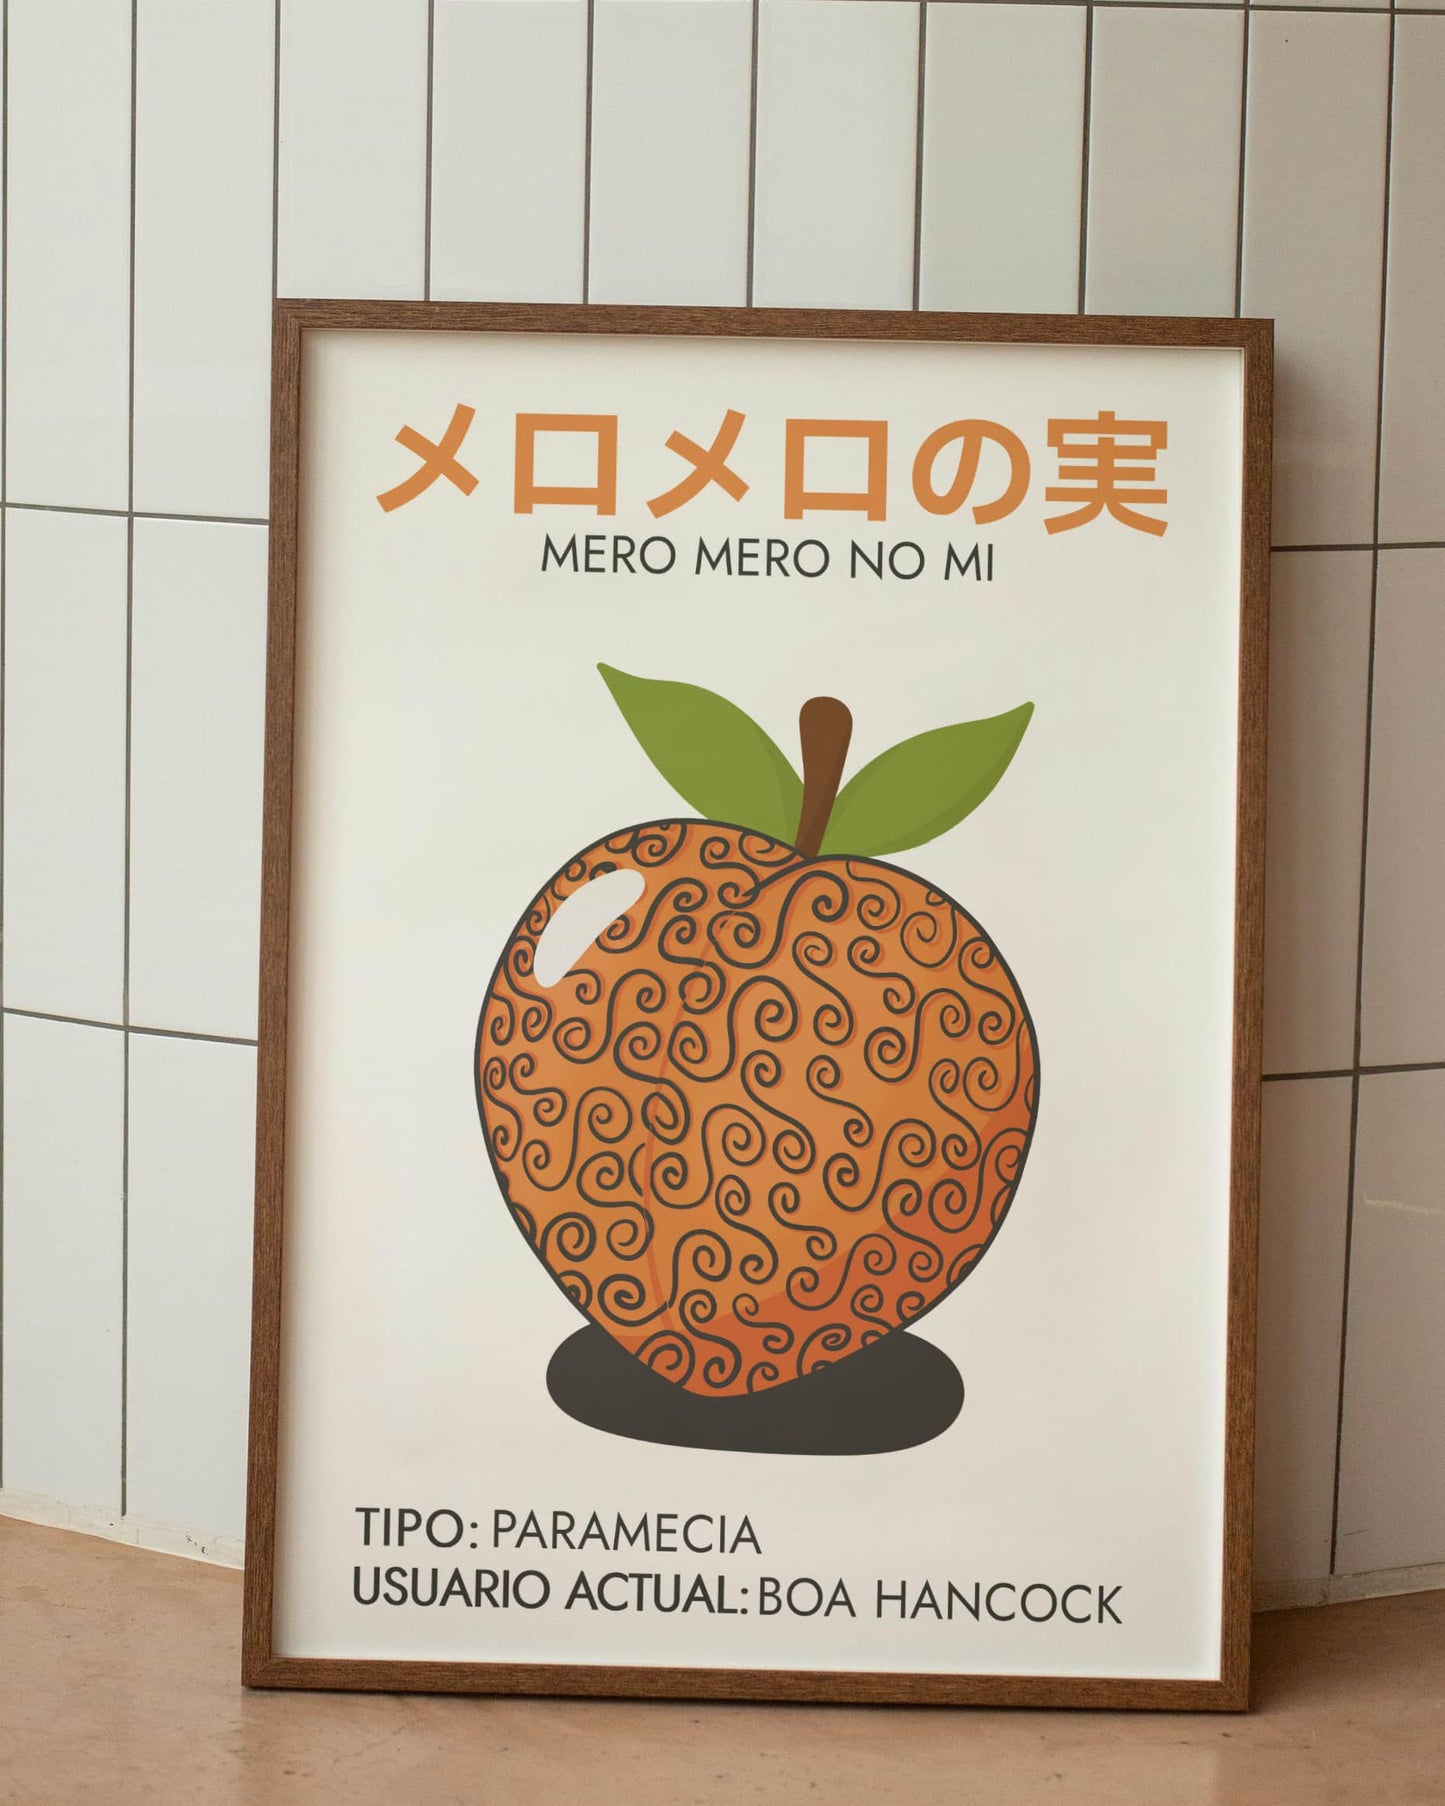 メロメロの実
MERO MERO NO MI
TIPO: PARAMECIA
USUARIO ACTUAL: BOA HANCOCK